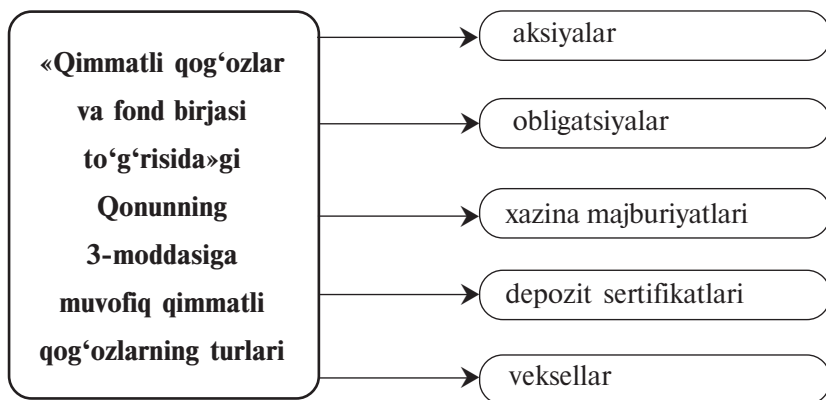 «Qimmatli qog‘ozlar
va fond birjasi
to‘g‘risida»gi
Qonunning
3-moddasiga
muvofiq qimmatli
qog‘ozlarning turlari
aksiyalar
obligatsiyalar
xazina majburiyatlari
depozit sertifikatlari
veksellar